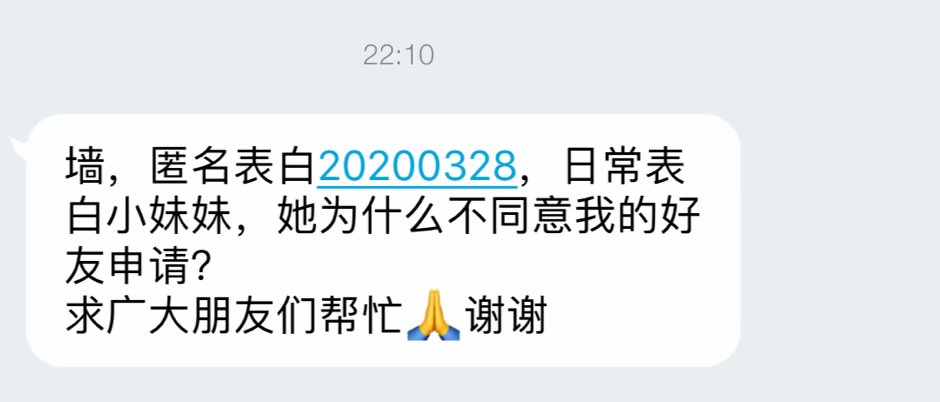 22:10
墙，匿名表白20200328，日常表
白小妹妹，她为什么不同意我的好
友申请？
求广大朋友们帮忙🙏谢谢